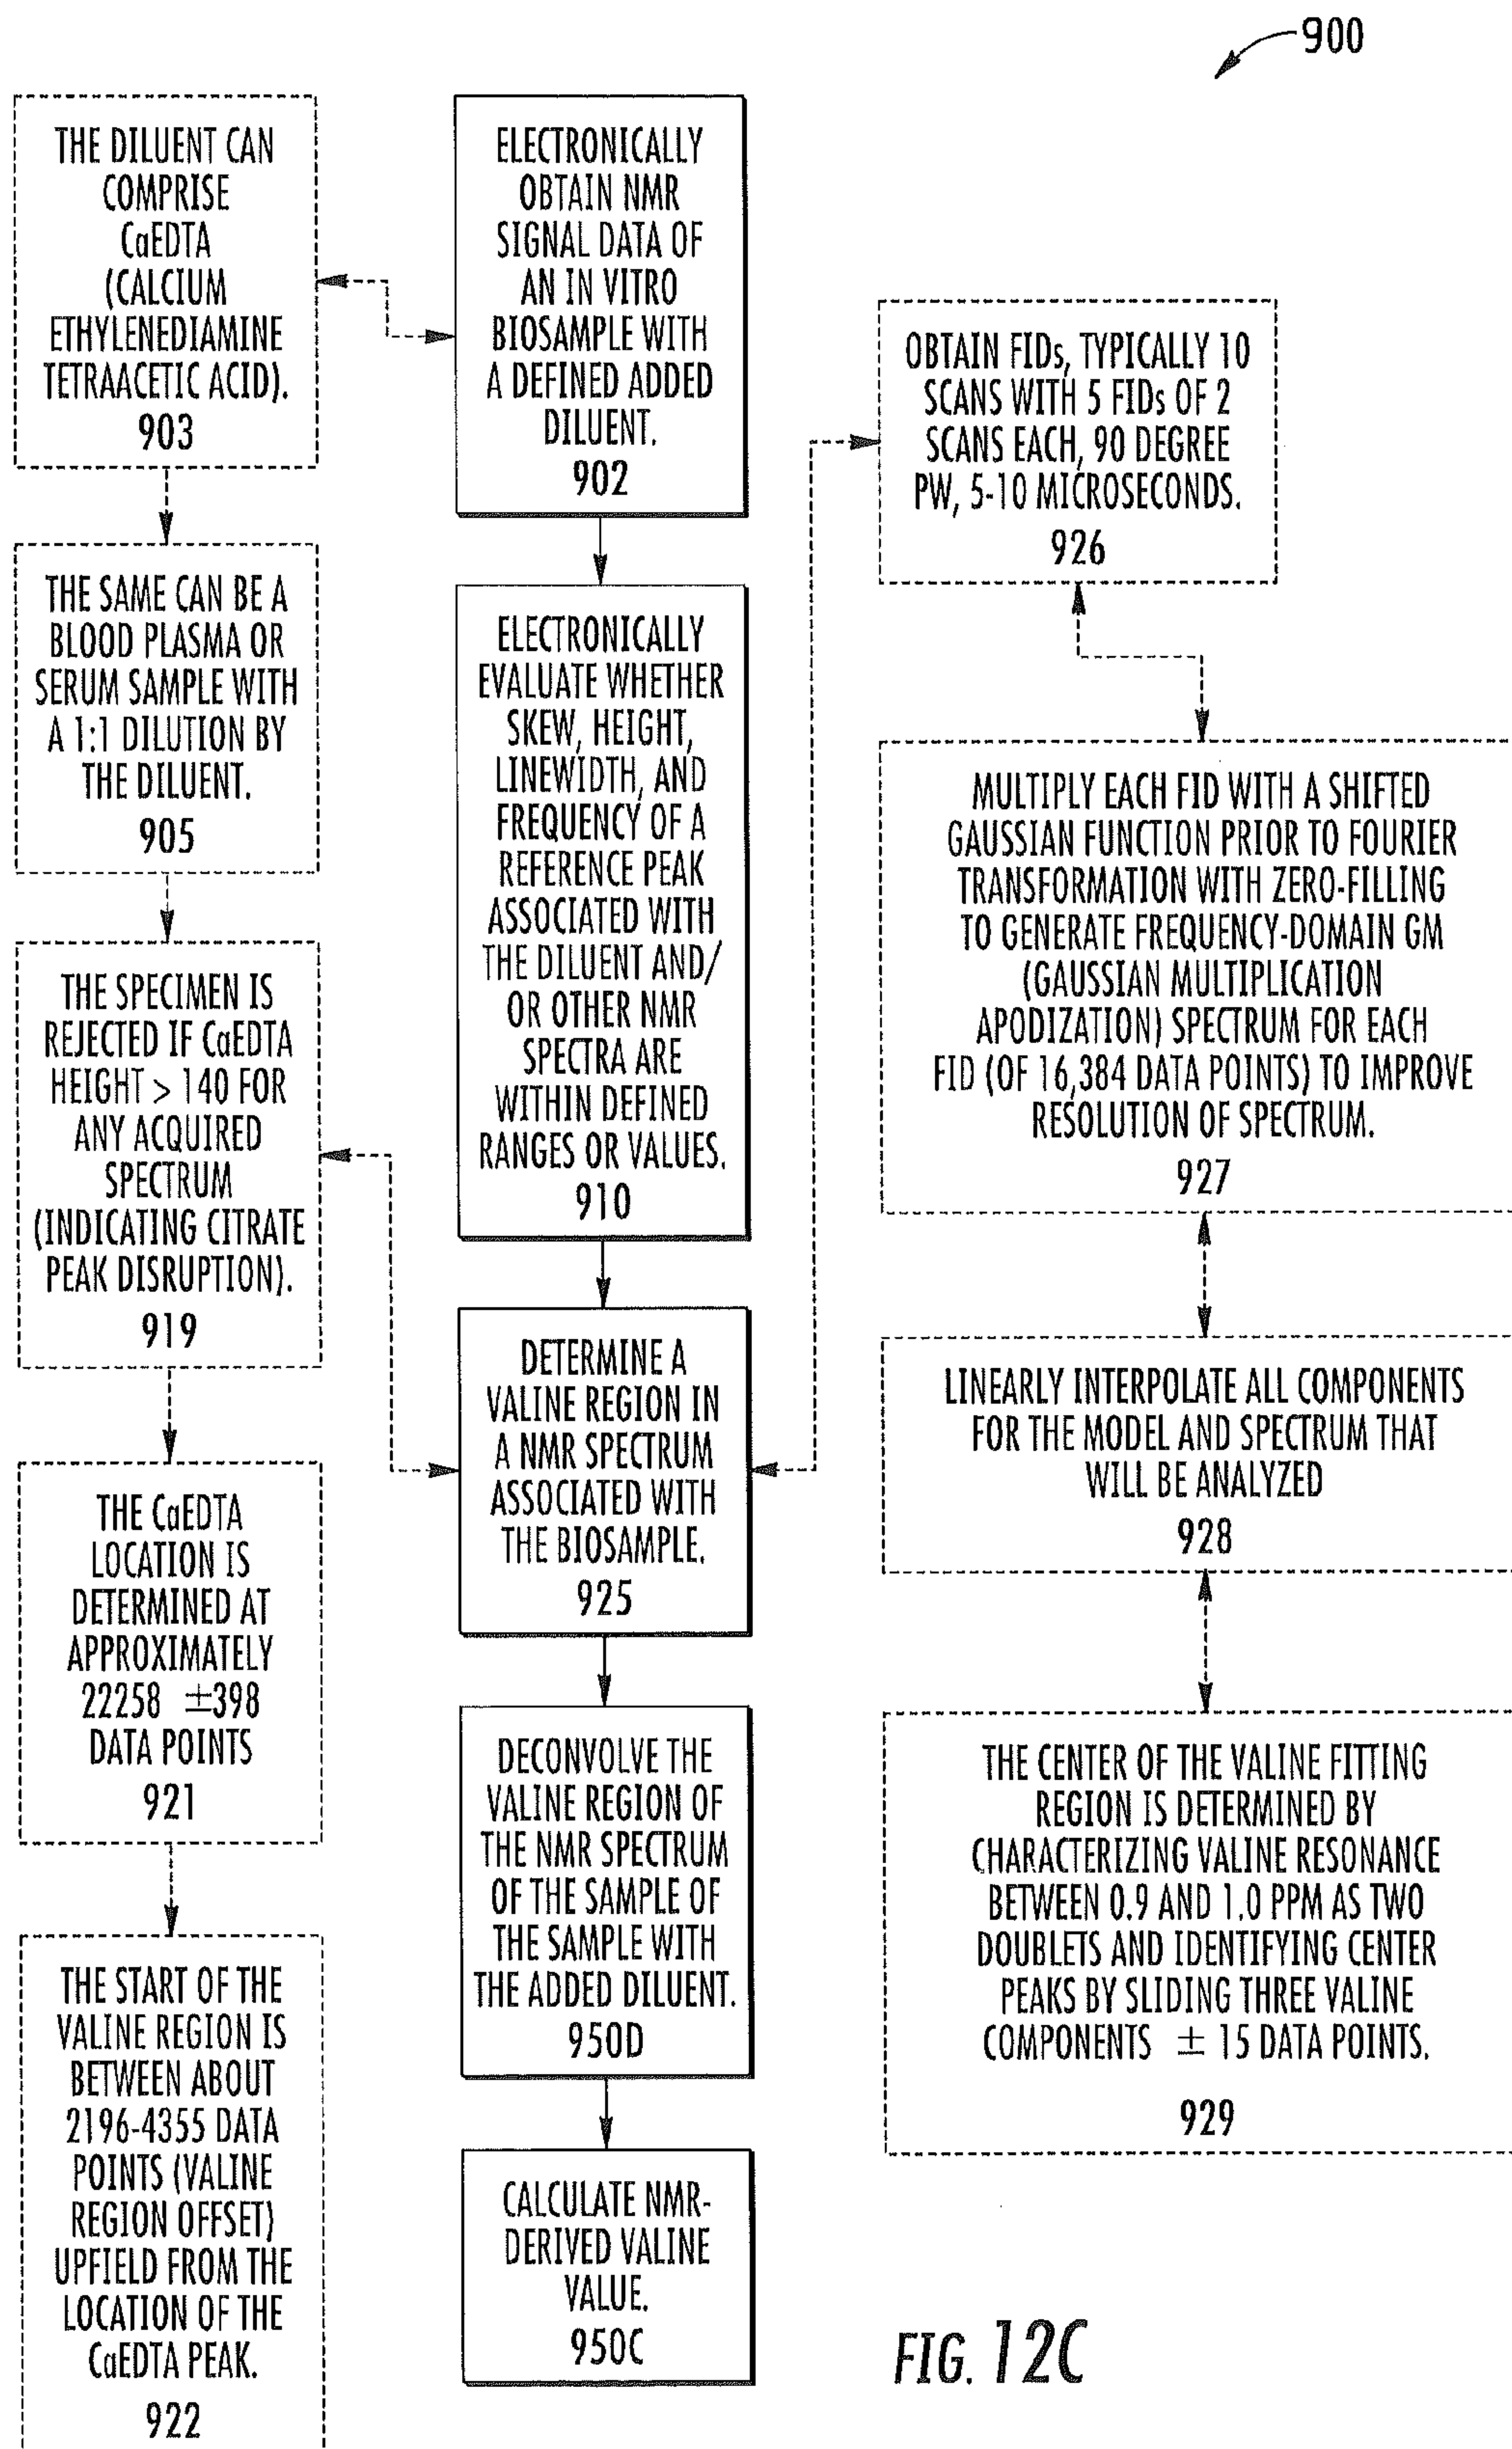 900
THE DILUENT CAN
COMPRISE
CaEDTA
(CALCIUM
ETHYLENEDIAMINE
TETRAACETIC ACID).
903
THE SAME CAN BE A
BLOOD PLASMA OR
SERUM SAMPLE WITH
A 1:1 DILUTION BY
THE DILUENT.
905
THE SPECIMEN IS
REJECTED IF CaEDTA
HEIGHT > 140 FOR
ANY ACQUIRED
SPECTRUM
(INDICATING CITRATE
PEAK DISRUPTION).
919
THE CaEDTA
LOCATION IS
DETERMINED AT
APPROXIMATELY
22258 ±398
DATA POINTS
921
THE START OF THE
VALINE REGION IS
BETWEEN ABOUT
2196-4355 DATA
POINTS (VALINE
REGION OFFSET)
UPFIELD FROM THE
LOCATION OF THE
CaEDTA PEAK.
922
ELECTRONICALLY
OBTAIN NMR
SIGNAL DATA OF
AN IN VITRO
BIOSAMPLE WITH
A DEFINED ADDED
DILUENT.
902
ELECTRONICALLY
EVALUATE WHETHER
SKEW, HEIGHT,
LINEWIDTH, AND
FREQUENCY OF A
REFERENCE PEAK
ASSOCIATED WITH
THE DILUENT AND/
OR OTHER NMR
SPECTRA ARE
WITHIN DEFINED
RANGES OR VALUES.
910
DETERMINE A
VALINE REGION IN
A NMR SPECTRUM
ASSOCIATED WITH
THE BIOSAMPLE.
925
DECONVOLVE THE
VALINE REGION OF
THE NMR SPECTRUM
OF THE SAMPLE OF
THE SAMPLE WITH
THE ADDED DILUENT.
950D
CALCULATE NMR-
DERIVED VALINE
VALUE.
950C
OBTAIN FIDs, TYPICALLY 10
SCANS WITH 5 FIDs OF 2
SCANS EACH, 90 DEGREE
PW, 5-10 MICROSECONDS.
926
MULTIPLY EACH FID WITH A SHIFTED
GAUSSIAN FUNCTION PRIOR TO FOURIER
TRANSFORMATION WITH ZERO-FILLING
TO GENERATE FREQUENCY-DOMAIN GM
(GAUSSIAN MULTIPLICATION
APODIZATION) SPECTRUM FOR EACH
FID (OF 16,384 DATA POINTS) TO IMPROVE
RESOLUTION OF SPECTRUM.
927
LINEARLY INTERPOLATE ALL COMPONENTS
FOR THE MODEL AND SPECTRUM THAT
WILL BE ANALYZED
928
THE CENTER OF THE VALINE FITTING
REGION IS DETERMINED BY
CHARACTERIZING VALINE RESONANCE
BETWEEN 0.9 AND 1.0 PPM AS TWO
DOUBLETS AND IDENTIFYING CENTER
PEAKS BY SLIDING THREE VALINE
COMPONENTS ± 15 DATA POINTS.
929
FIG. 12C